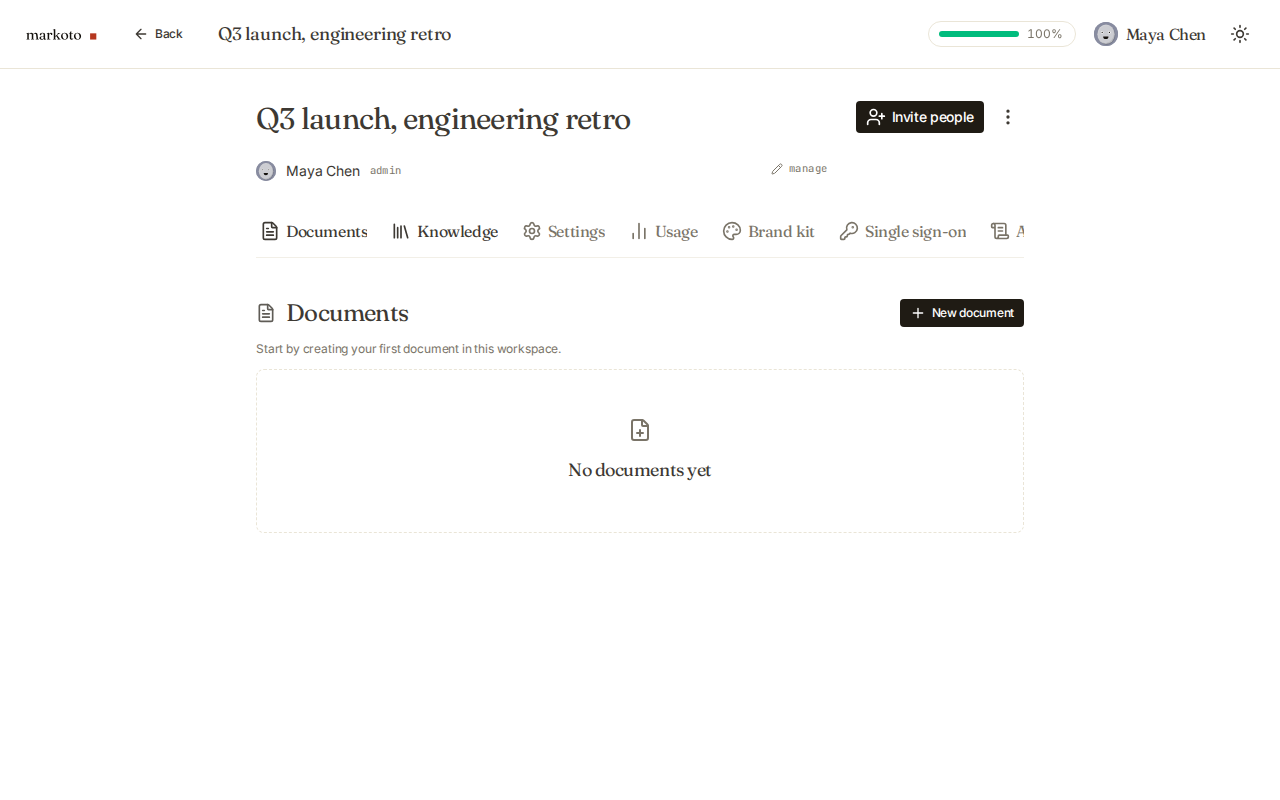 markoto
Back
Q3 launch, engineering retro
100%
Maya Chen
Q3 launch, engineering retro
Invite people
Maya Chen admin
manage
Documents
Knowledge
Settings
Usage
Brand kit
Single sign-on
A
Documents
New document
Start by creating your first document in this workspace.
No documents yet